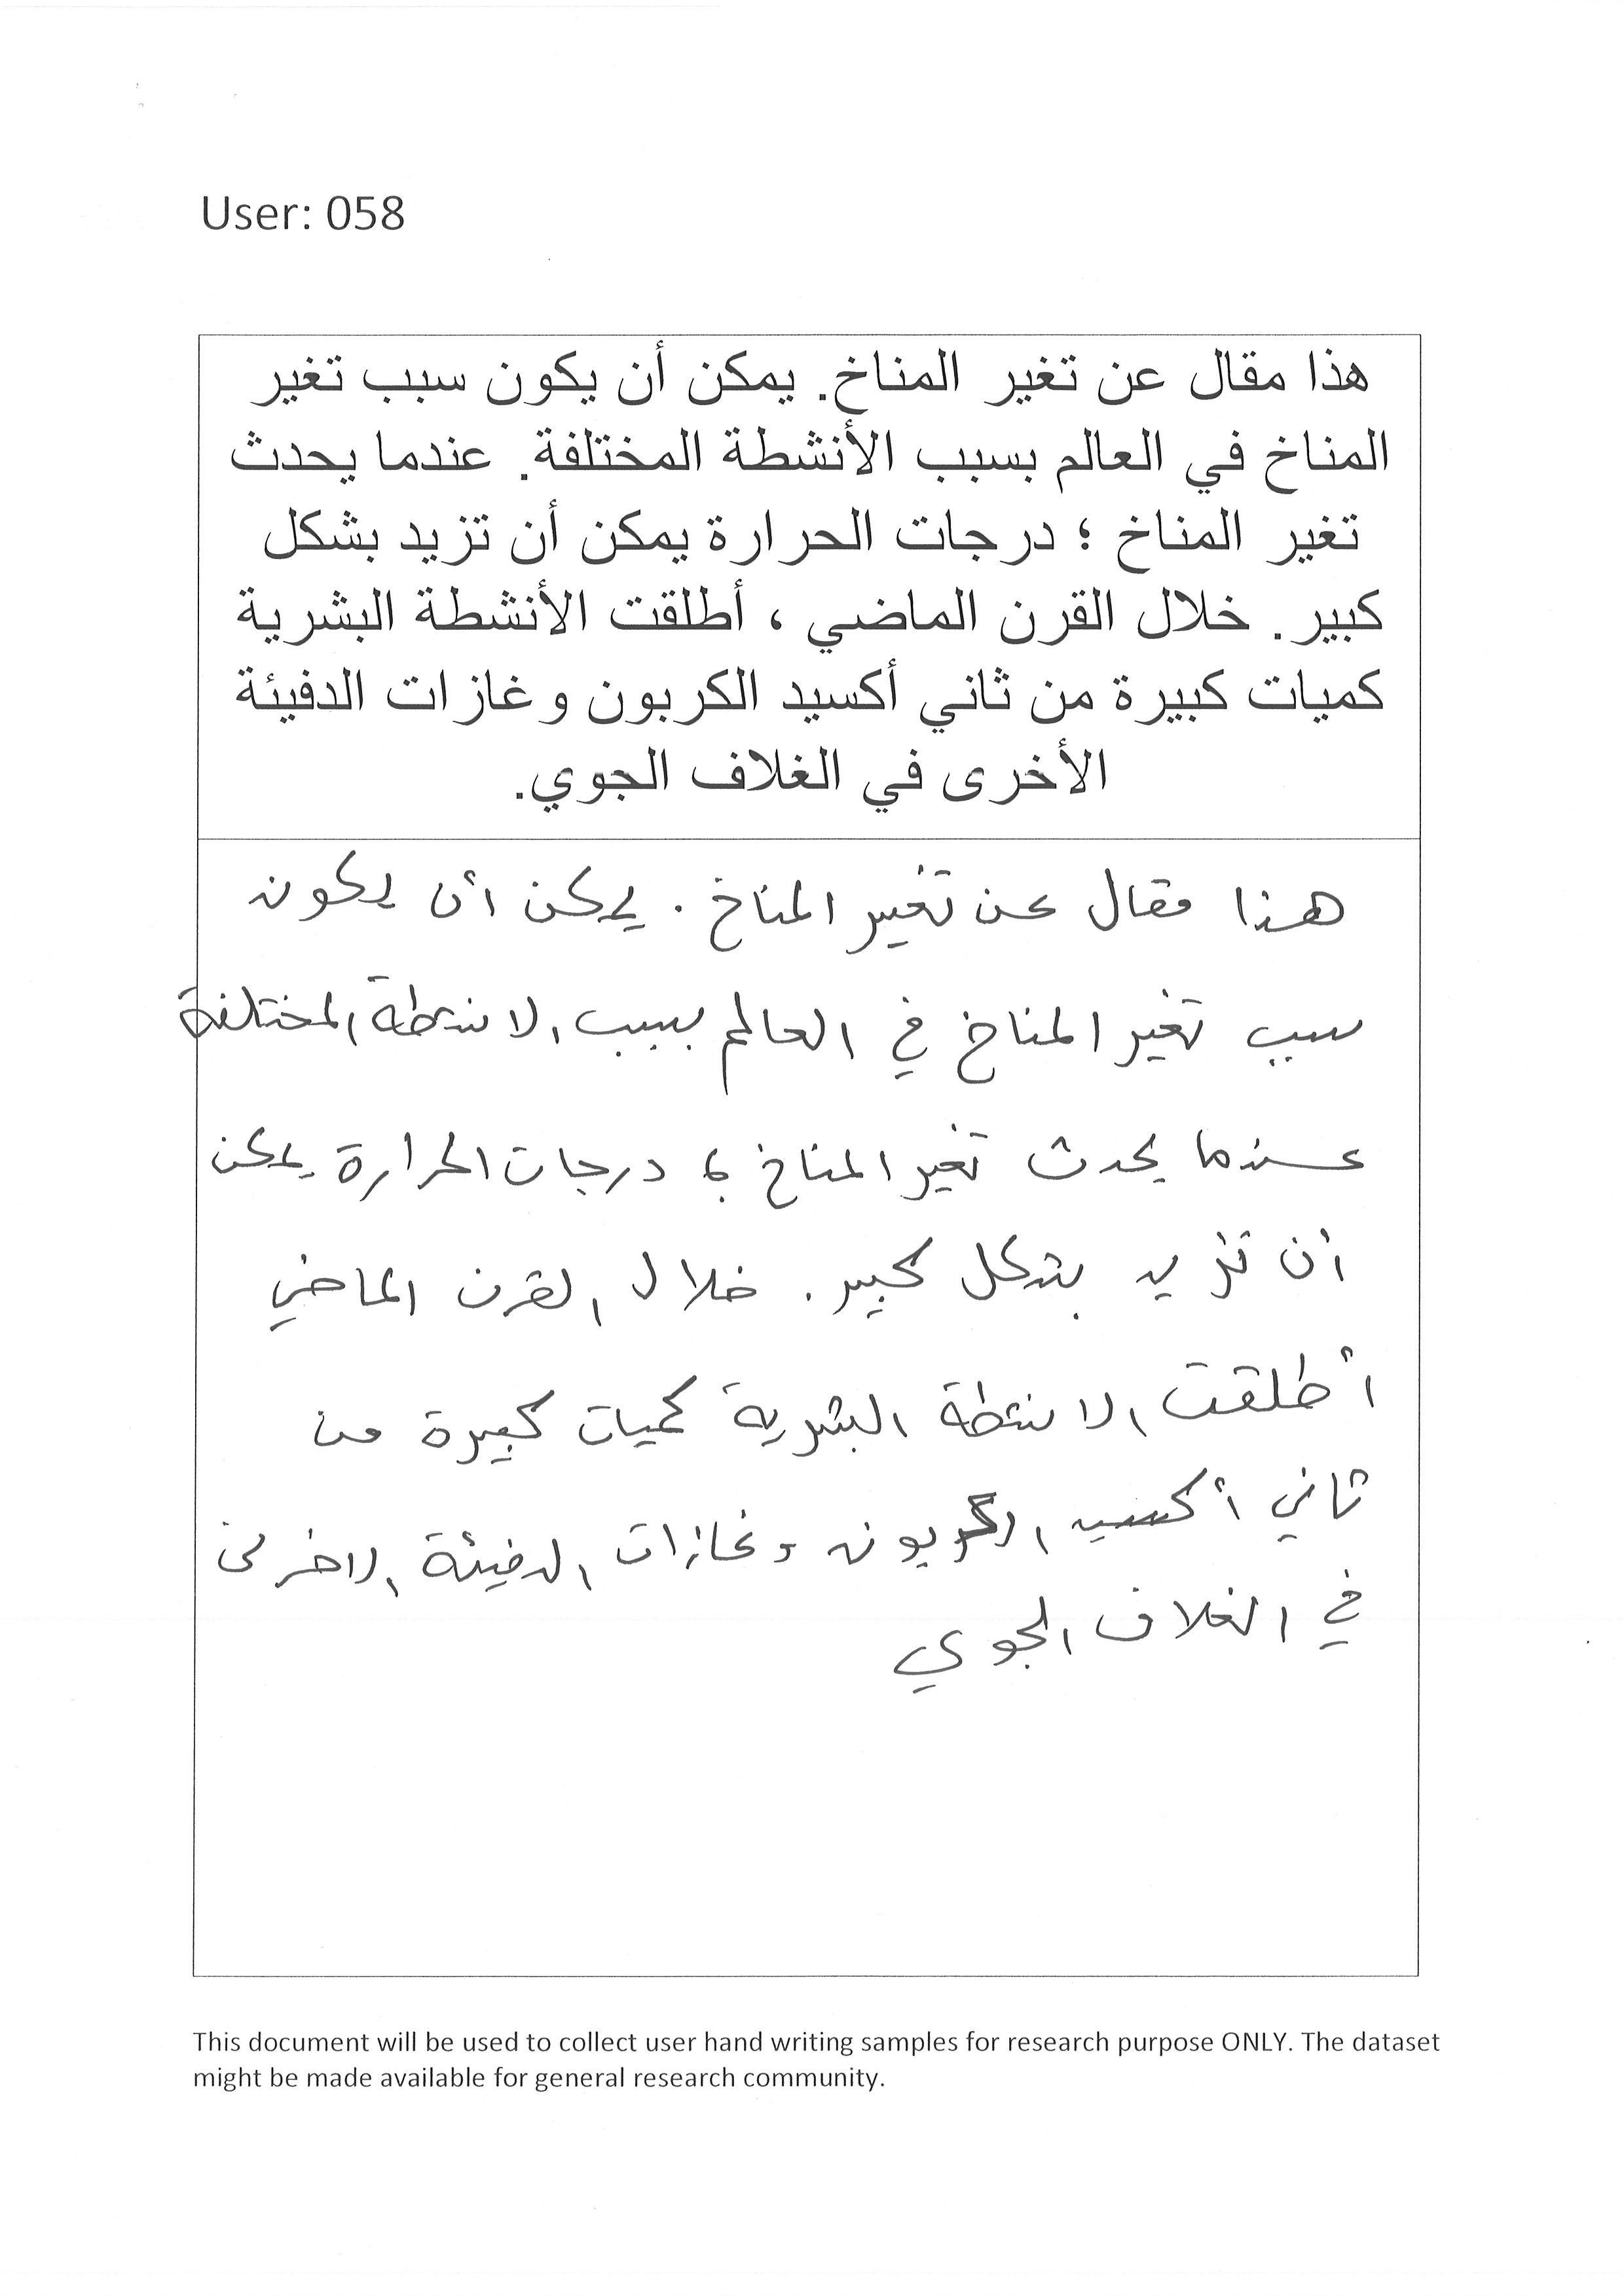 User: 058
هذا مقال عن تغير المناخ. يمكن أن يكون سبب تغير
المناخ في العالم بسبب الأنشطة المختلفة. عندما يحدث
تغير المناخ ؛ درجات الحرارة يمكن أن تزيد بشكل
كبير. خلال القرن الماضي ، أطلقت الأنشطة البشرية
كميات كبيرة من ثاني أكسيد الكربون وغازات الدفيئة
الأخرى في الغلاف الجوي.
هذا مقال عن تغير المناخ . يمكن أن يكون
سبب تغير المناخ في العالم بسبب الانشطة المختلفة
عندما يحدث تغير المناخ ؛ درجات الحرارة يمكن
أن تزيد بشكل كبير . خلال القرن الماضي
أطلقت الانشطة البشرية كميات كبيرة من
ثاني أكسيد الكربون وغازات الدفيئة الاخرى
في الغلاف الجوي
This document will be used to collect user hand writing samples for research purpose ONLY. The dataset
might be made available for general research community.